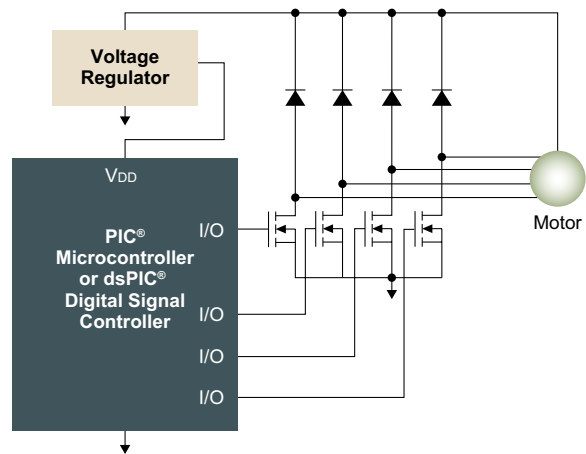 Voltage
Regulator
VDD
PIC®
Microcontroller
or dsPIC®
Digital Signal
Controller
I/O
I/O
I/O
I/O
Motor